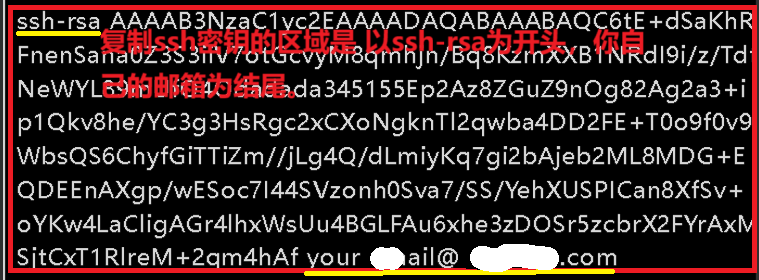 ssh-rsa AAAAB3NzaC1yc2EAAAADAQABAAABAQC6tE+dSaKhR
复制ssh密钥的区域是 以ssh-rsa为开头、你自
己的邮箱为结尾。
p1Qkv8he/YC3g3HsRgc2xCXoNgknTl2qwba4DD2FE+T0o9f0v9
WbsQS6ChyfGiTTiZm//jLg4Q/dLmiyKq7gi2bAjeb2ML8MDG+E
QDEEnAXgp/wESoc7I44SVzonh0Sva7/SS/YehXUSPICan8XfSv+
oYKw4LaCligAGr4lhxWsUu4BGLFAu6xhe3zDOSr5zcbrX2FYrAxM
SjtCxT1RlreM+2qm4hAf your ail@ .com